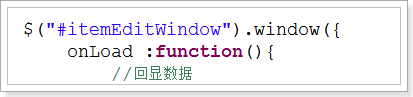 $("#itemEditWindow").window({
    onLoad :function(){
        //回显数据